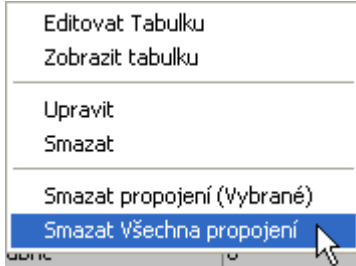 Editovat Tabulku
Zobrazit tabulku
Upravit
Smazat
Smazat propojení (Vybrané)
Smazat Všechna propojení